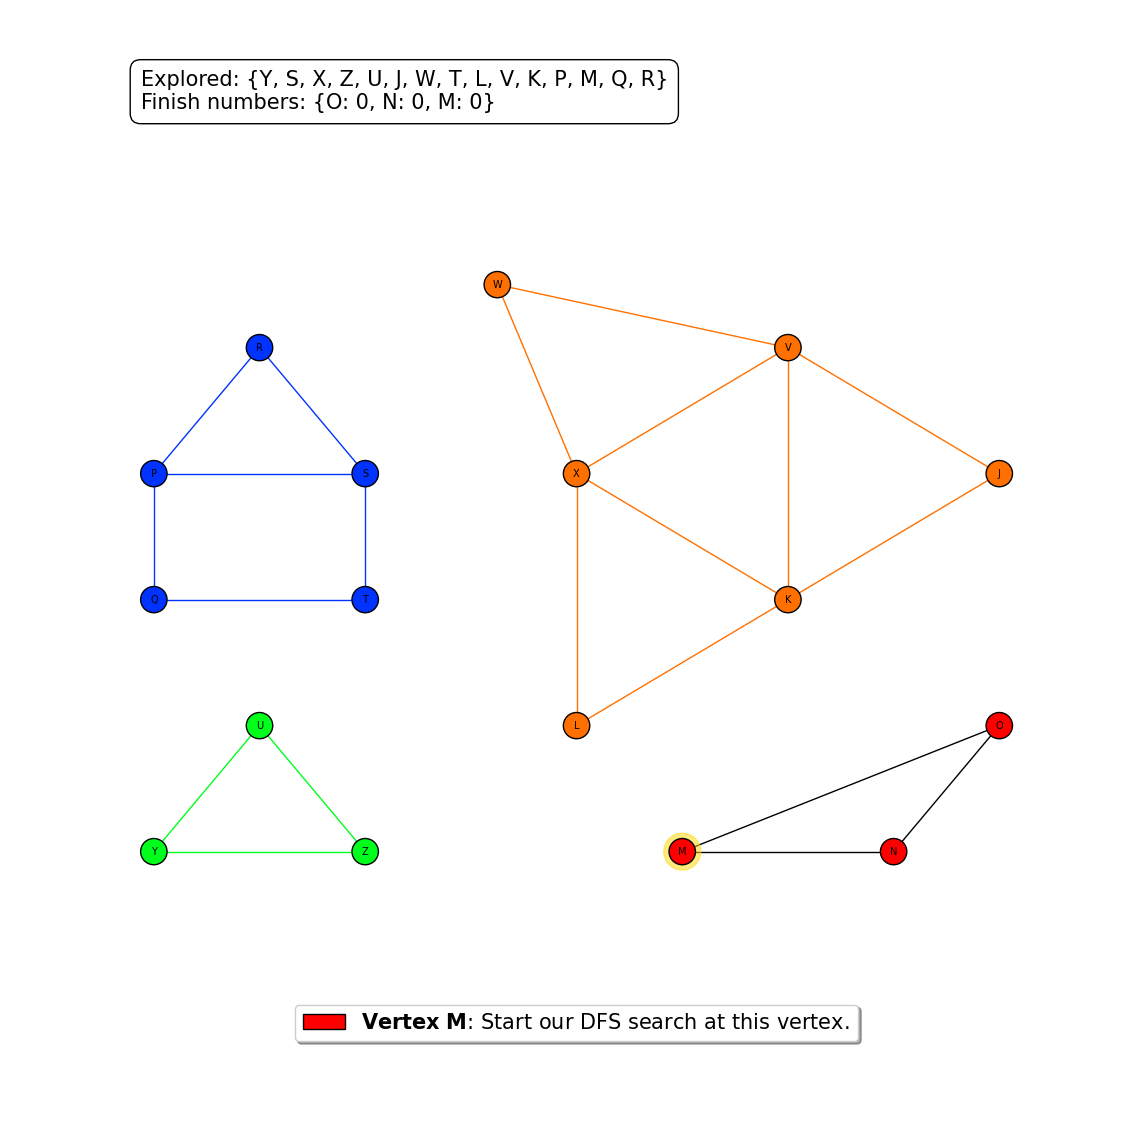 Explored: {Y, S, X, Z, U, J, W, T, L, V, K, P, M, Q, R}
Finish numbers: {O: 0, N: 0, M: 0}
W
R
V
P
S
X
J
Q
T
K
U
L
O
Y
Z
M
N
Vertex M: Start our DFS search at this vertex.